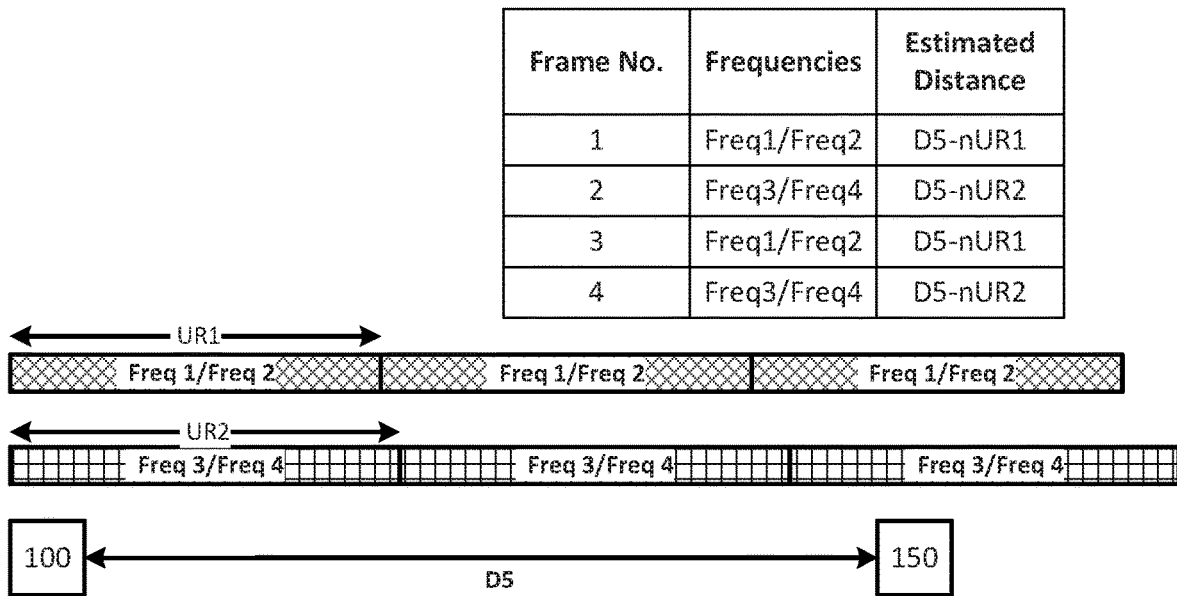 Frame No. Frequencies Estimated Distance
1 Freq1/Freq2 D5-nUR1
2 Freq3/Freq4 D5-nUR2
3 Freq1/Freq2 D5-nUR1
4 Freq3/Freq4 D5-nUR2
UR1
Freq 1/Freq 2 Freq 1/Freq 2 Freq 1/Freq 2
UR2
Freq 3/Freq 4 Freq 3/Freq 4 Freq 3/Freq 4
100 150
D5